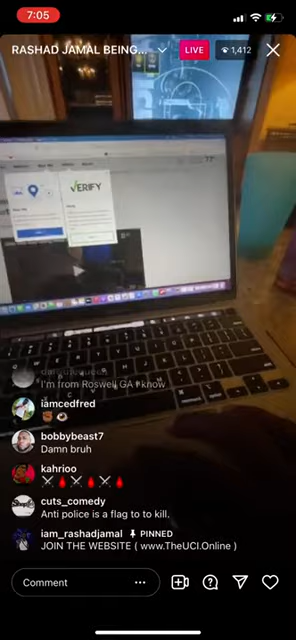 7:05
RASHAD JAMAL BEING...
LIVE
1,412
77°
VERIFY
I'm from Roswell GA I know
iamcedfred
bobbybeast7
Damn bruh
kahrioo
cuts_comedy
Anti police is a flag to to kill.
iam_rashadjamal PINNED
JOIN THE WEBSITE ( www.TheUCI.Online )
Comment